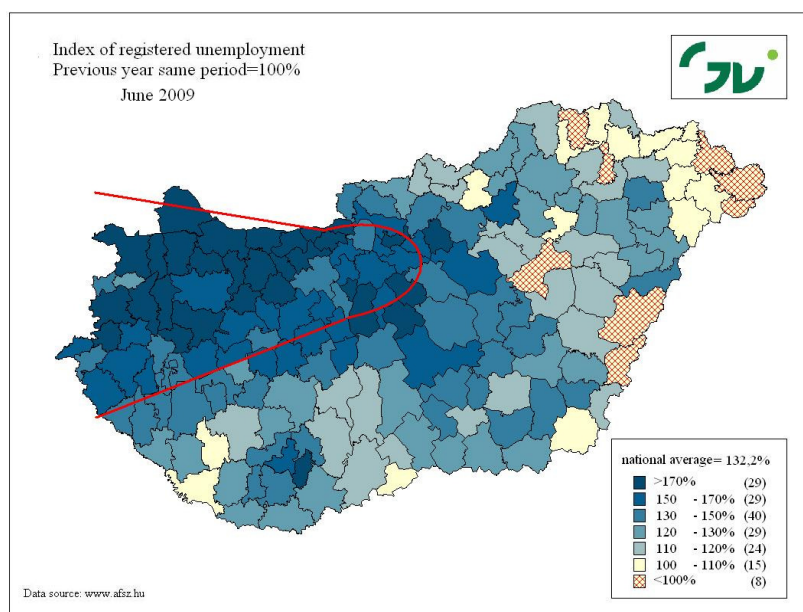 Index of registered unemployment
Previous year same period=100%
June 2009
national average= 132,2%
>170% (29)
150 - 170% (29)
130 - 150% (40)
120 - 130% (29)
110 - 120% (24)
100 - 110% (15)
<100% (8)
Data source: www.afsz.hu